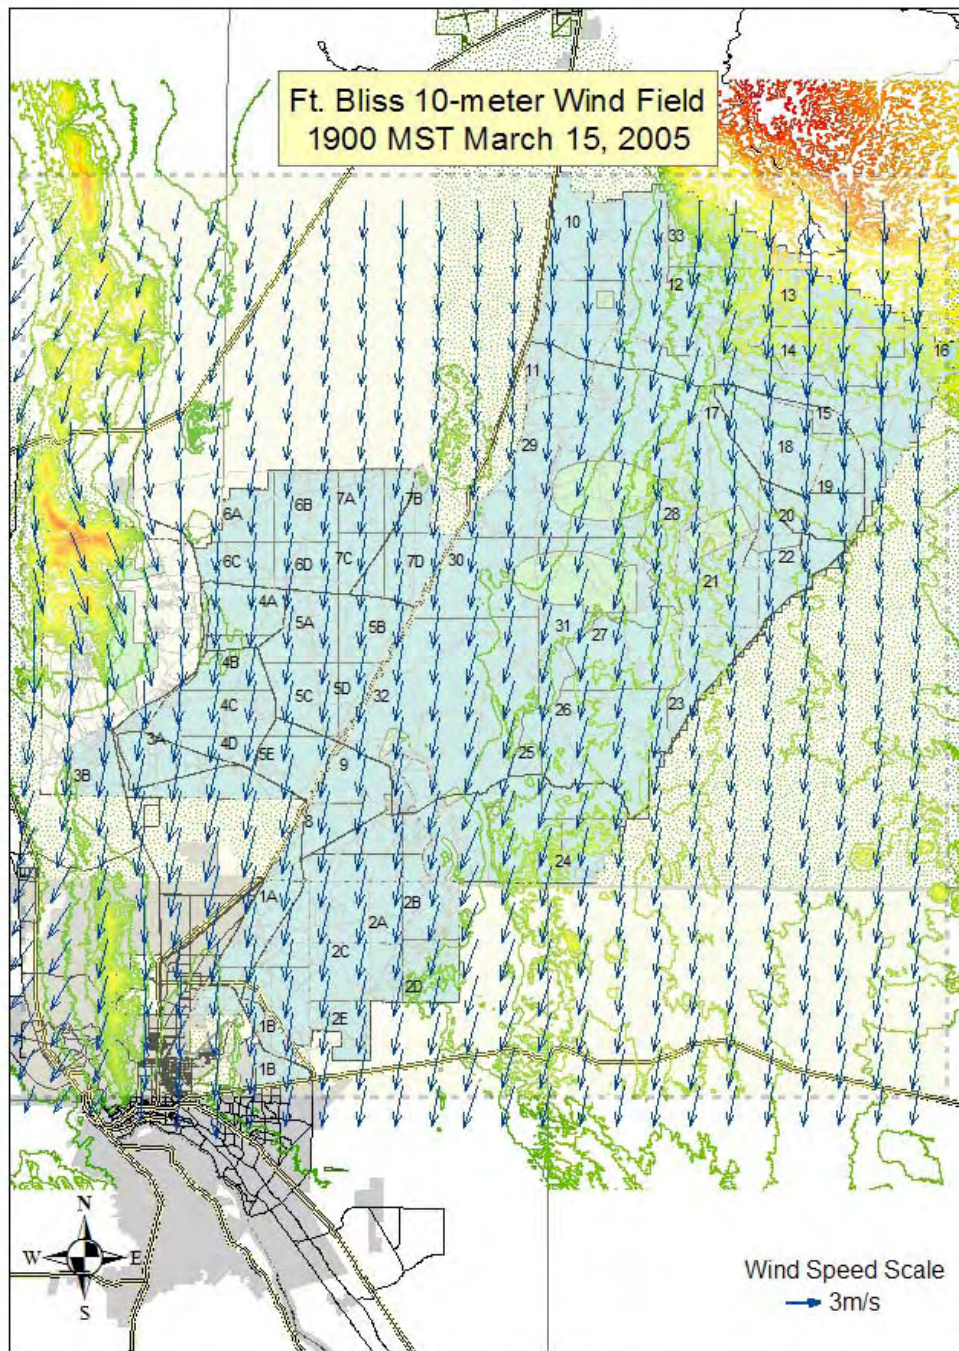 Ft. Bliss 10-meter Wind Field
1900 MST March 15, 2005
10
33
12
13
14
16
11
17
15
29
18
7A
7B
6B
19
6A
28
20
6C
6D
7C
7D
30
22
21
4A
5A
5B
31
27
4B
5C
5D
32
4C
26
23
3A
4D
5E
25
9
3B
8
24
1A
2B
2A
2C
2D
1B
2E
1B
N
W E
S
Wind Speed Scale
3m/s